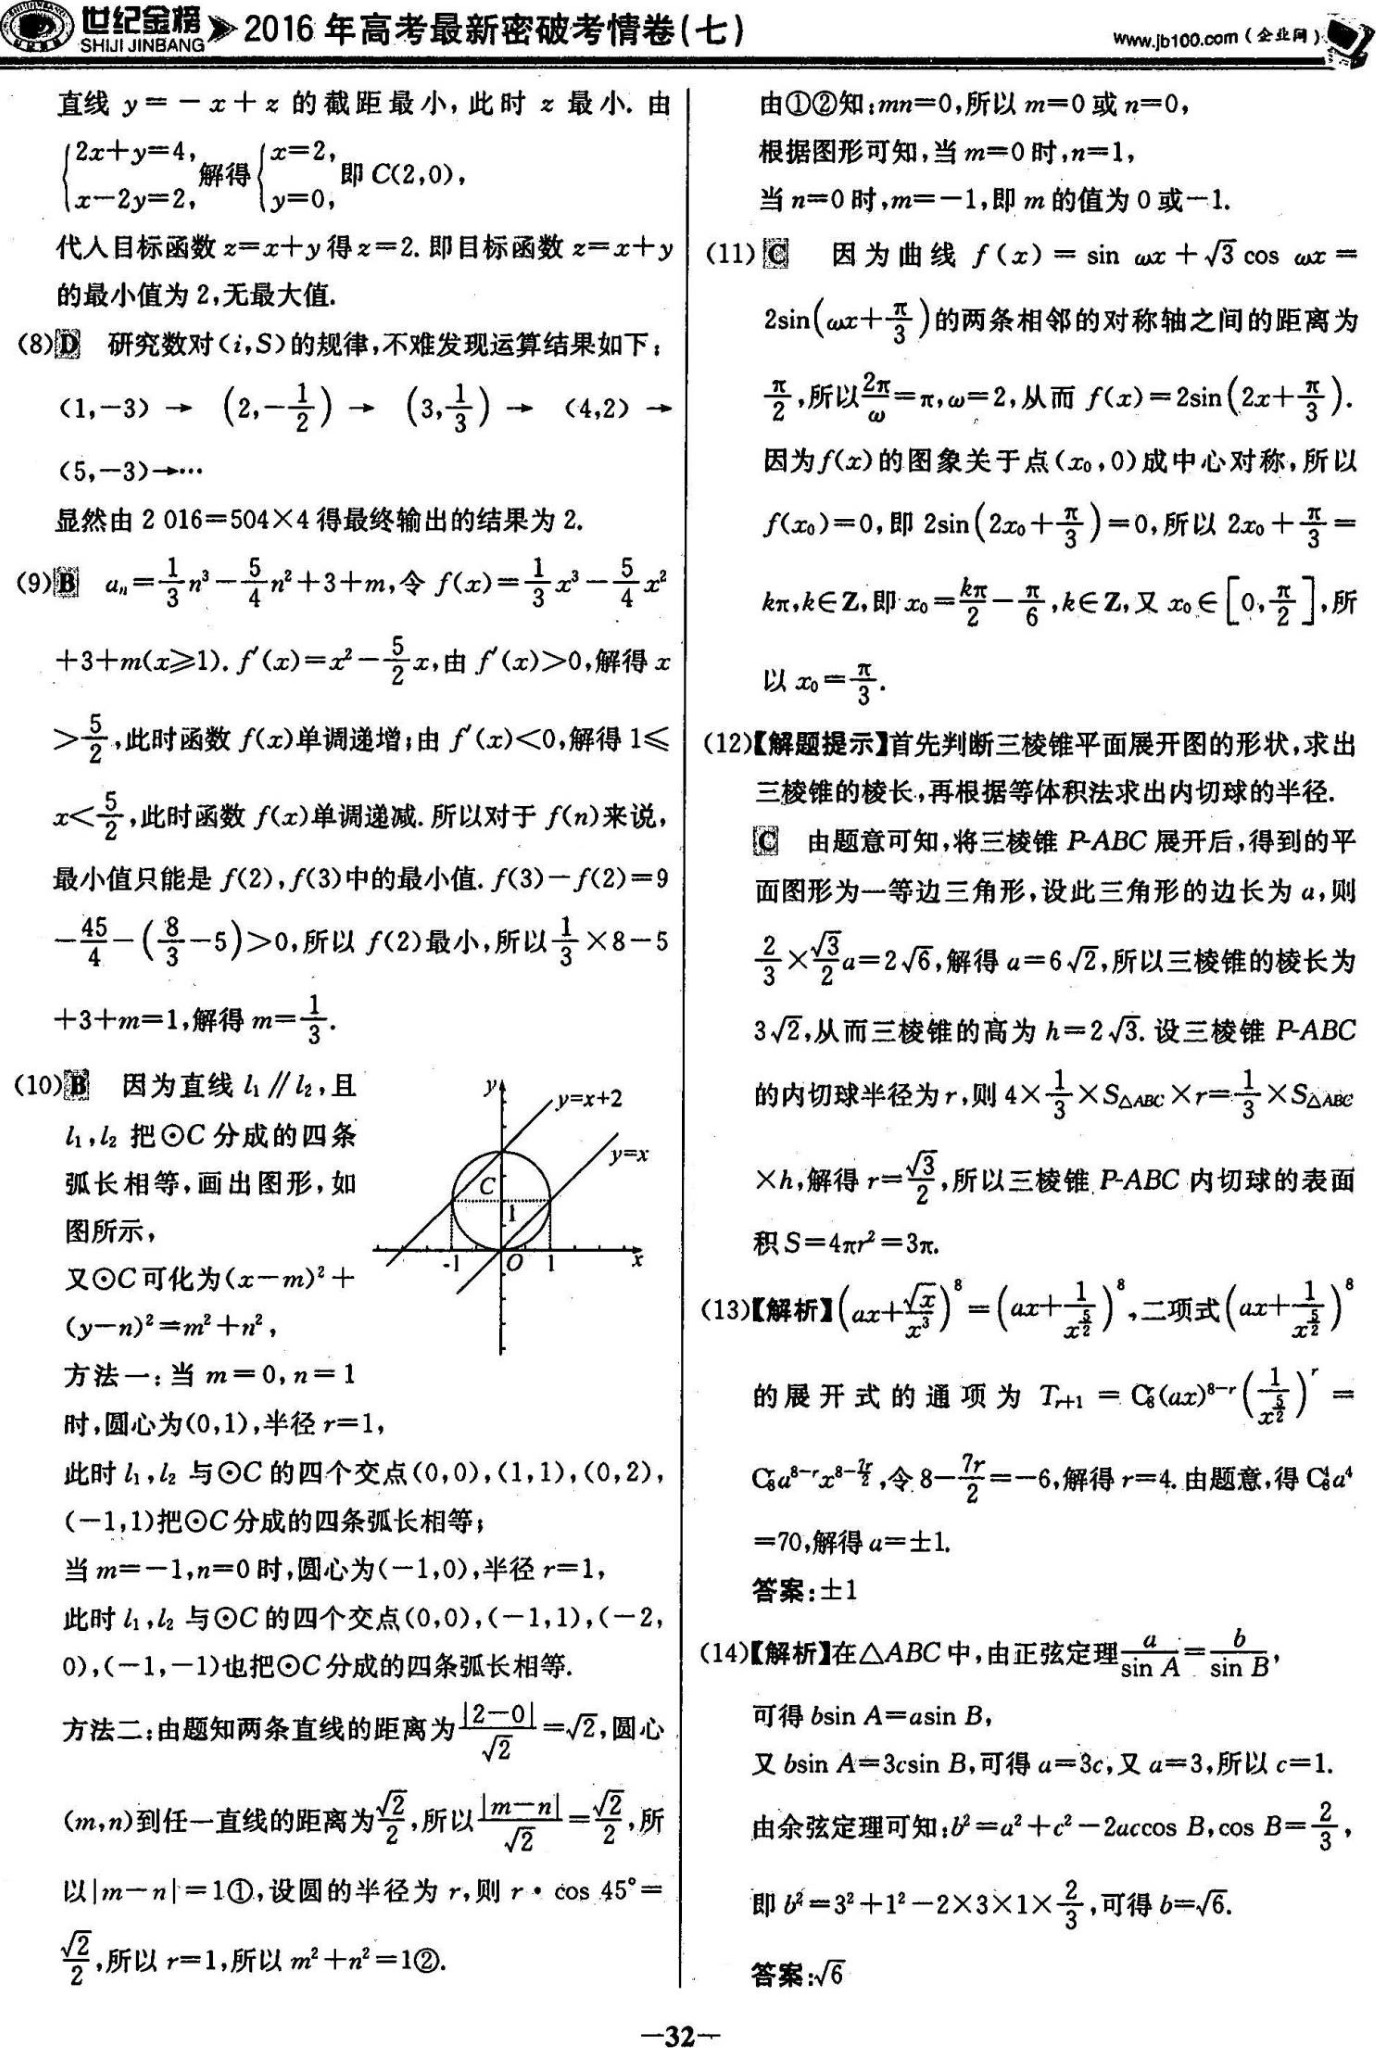 世纪金榜
SHIJI JINBANG
2016年高考最新密破考情卷(七)
www.jb100.com(企业网)
直线 y=-x+z 的截距最小,此时 z 最小. 由
{2x+y=4, x-2y=2, 解得 {x=2, y=0, 即 C(2,0),
代入目标函数 z=x+y 得 z=2. 即目标函数 z=x+y
的最小值为 2,无最大值.
(8)D 研究数对(i,S)的规律,不难发现运算结果如下:
(1,-3) → (2,-1/2) → (3,1/3) → (4,2) →
(5,-3)→…
显然由 2 016=504×4 得最终输出的结果为 2.
(9)B aₙ=1/3 n³-5/4 n²+3+m,令 f(x)=1/3 x³-5/4 x²
+3+m(x≥1). f′(x)=x²-5/2 x,由 f′(x)>0,解得 x
>5/2,此时函数 f(x)单调递增;由 f′(x)<0,解得 1≤
x<5/2,此时函数 f(x)单调递减. 所以对于 f(n)来说,
最小值只能是 f(2),f(3)中的最小值. f(3)-f(2)=9
-45/4-(8/3-5)>0,所以 f(2)最小,所以 1/3×8-5
+3+m=1,解得 m=1/3.
(10)B 因为直线 l₁∥l₂,且
l₁,l₂ 把⊙C 分成的四条
弧长相等,画出图形,如
图所示,
又⊙C 可化为(x-m)²+
(y-n)²=m²+n²,
方法一:当 m=0,n=1
时,圆心为(0,1),半径 r=1,
y
y=x+2
y=x
C
1
-1 O 1 x
此时 l₁,l₂ 与⊙C 的四个交点(0,0),(1,1),(0,2),
(-1,1)把⊙C 分成的四条弧长相等;
当 m=-1,n=0 时,圆心为(-1,0),半径 r=1,
此时 l₁,l₂ 与⊙C 的四个交点(0,0),(-1,1),(-2,
0),(-1,-1)也把⊙C 分成的四条弧长相等.
方法二:由题知两条直线的距离为|2-0|/√2=√2,圆心
(m,n)到任一直线的距离为√2/2,所以|m-n|/√2=√2/2,所
以|m-n|=1①,设圆的半径为 r,则 r·cos 45°=
√2/2,所以 r=1,所以 m²+n²=1②.
由①②知:mn=0,所以 m=0 或 n=0,
根据图形可知,当 m=0 时,n=1,
当 n=0 时,m=-1,即 m 的值为 0 或-1.
(11)C 因为曲线 f(x)=sin ωx+√3cos ωx=
2sin(ωx+π/3)的两条相邻的对称轴之间的距离为
π/2,所以2π/ω=π,ω=2,从而 f(x)=2sin(2x+π/3).
因为f(x)的图象关于点(x₀,0)成中心对称,所以
f(x₀)=0,即 2sin(2x₀+π/3)=0,所以 2x₀+π/3=
kπ,k∈Z,即 x₀=kπ/2-π/6,k∈Z,又 x₀∈[0,π/2],所
以 x₀=π/3.
(12)【解题提示】首先判断三棱锥平面展开图的形状,求出
三棱锥的棱长,再根据等体积法求出内切球的半径.
C 由题意可知,将三棱锥 P-ABC 展开后,得到的平
面图形为一等边三角形,设此三角形的边长为 a,则
2/3×√3/2 a=2√6,解得 a=6√2,所以三棱锥的棱长为
3√2,从而三棱锥的高为 h=2√3. 设三棱锥 P-ABC
的内切球半径为 r,则 4×1/3×S△ABC×r=1/3×S△ABC
×h,解得 r=√3/2,所以三棱锥 P-ABC 内切球的表面
积 S=4πr²=3π.
(13)【解析】(ax+√x/x³)⁸=(ax+1/x^(5/2))⁸,二项式(ax+1/x^(5/2))⁸
的展开式的通项为 Tᵣ₊₁=C₈ʳ(ax)⁸⁻ʳ(1/x^(5/2))ʳ=
C₈ʳa⁸⁻ʳx^(8-7r/2),令 8-7r/2=-6,解得 r=4. 由题意,得 C₈⁴a⁴
=70,解得 a=±1.
答案:±1
(14)【解析】在△ABC 中,由正弦定理a/sin A=b/sin B,
可得 bsin A=asin B,
又 bsin A=3csin B,可得 a=3c,又 a=3,所以 c=1.
由余弦定理可知:b²=a²+c²-2accos B,cos B=2/3,
即 b²=3²+1²-2×3×1×2/3,可得 b=√6.
答案:√6
—32—